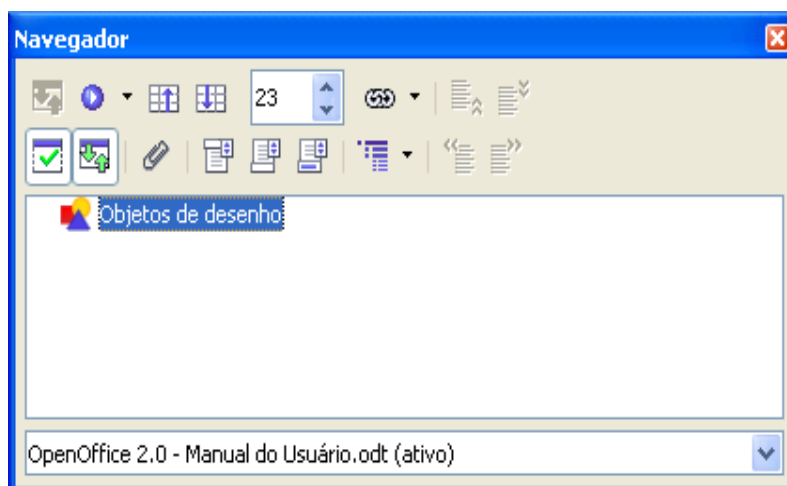 Navegador
23
Objetos de desenho
OpenOffice 2.0 - Manual do Usuário.odt (ativo)